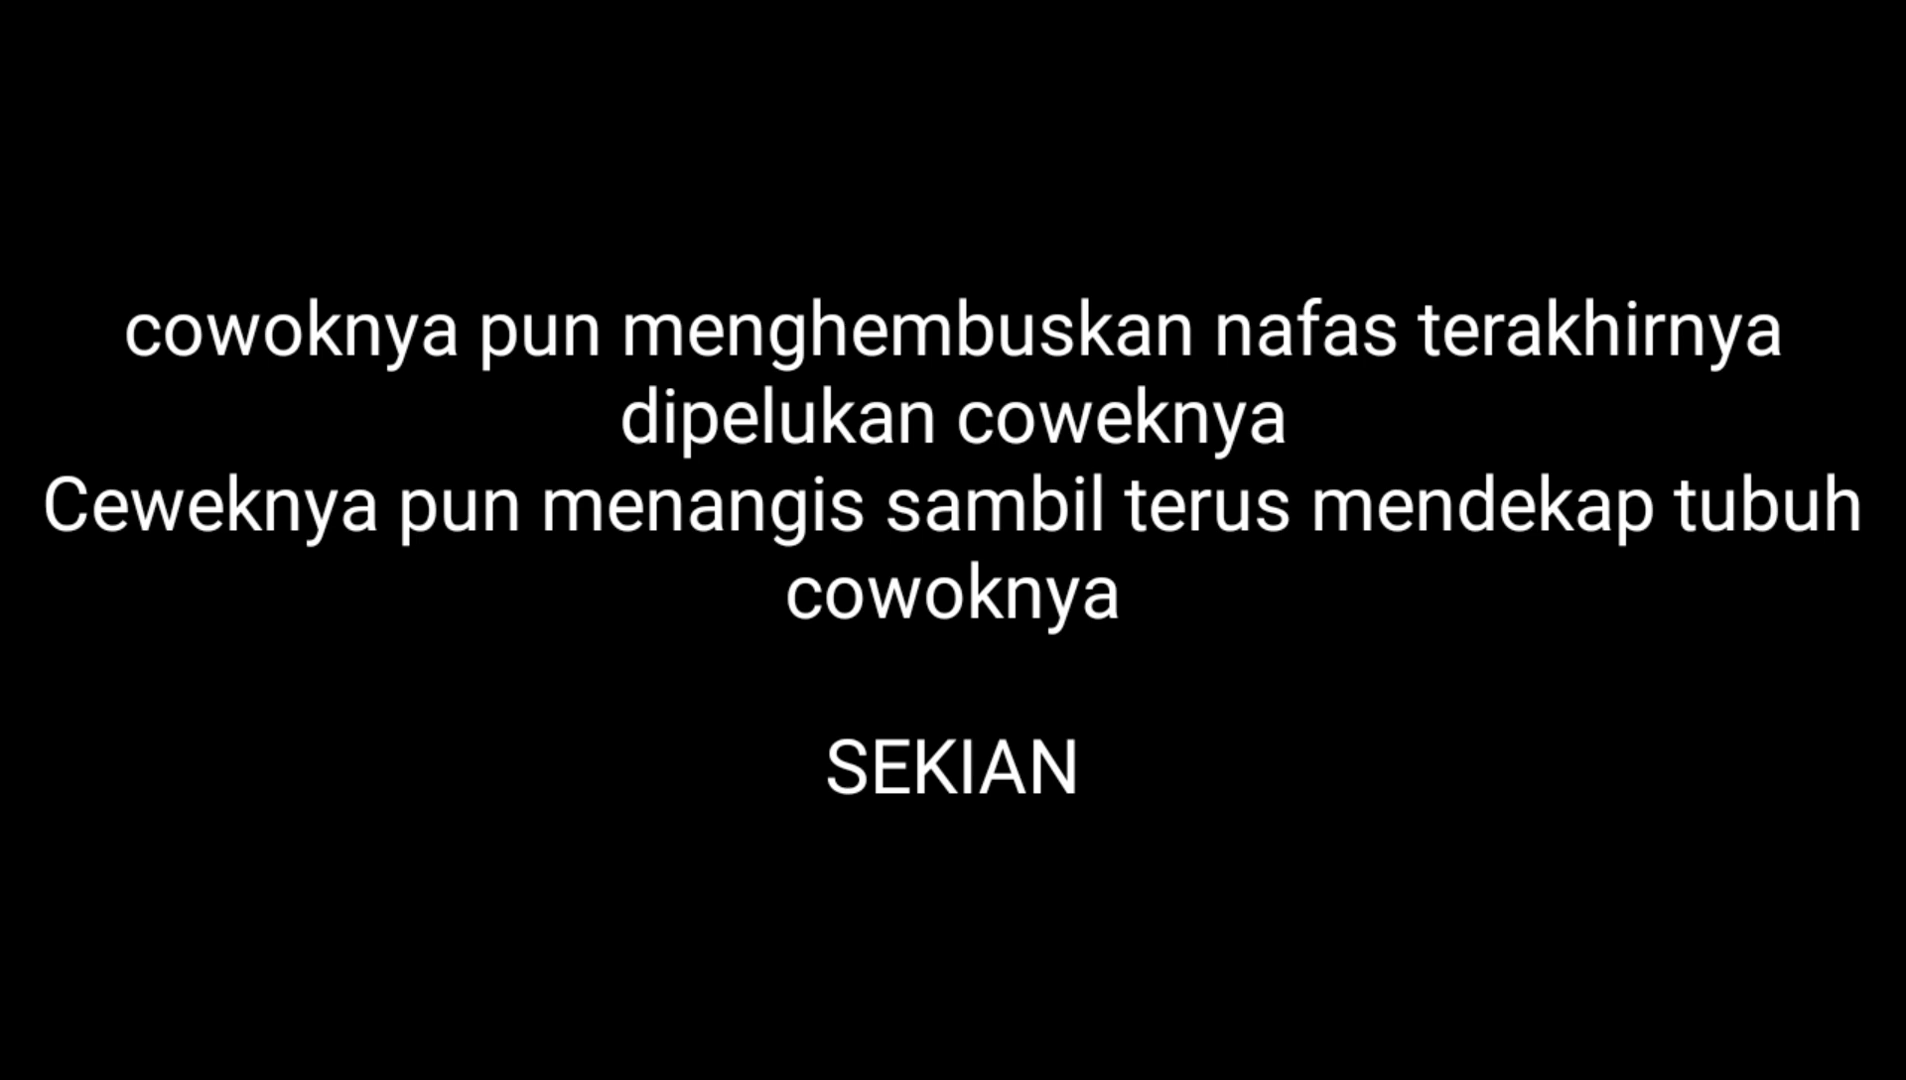 cowoknya pun menghembuskan nafas terakhirnya
dipelukan coweknya
Ceweknya pun menangis sambil terus mendekap tubuh
cowoknya
SEKIAN